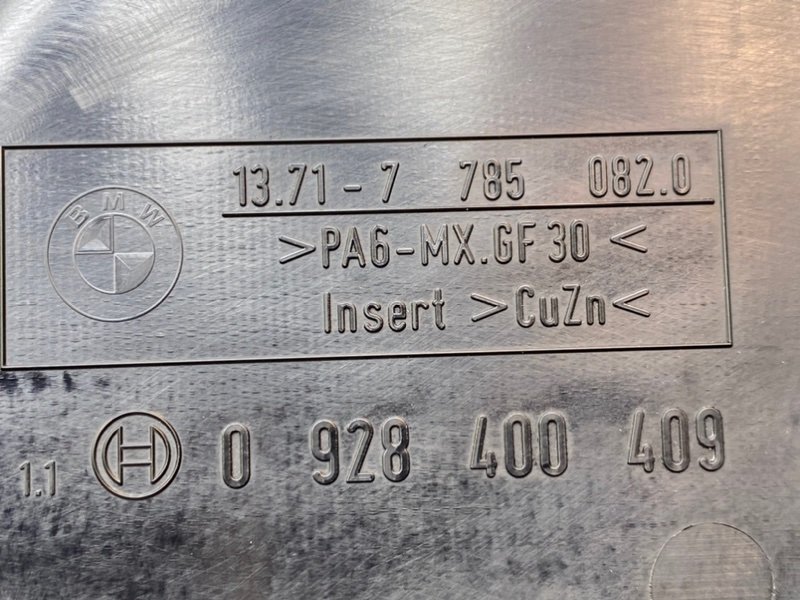 BMW
13.71-7 785 082.0
>PA6-MX.GF30<
Insert >CuZn<
1.1 0 928 400 409